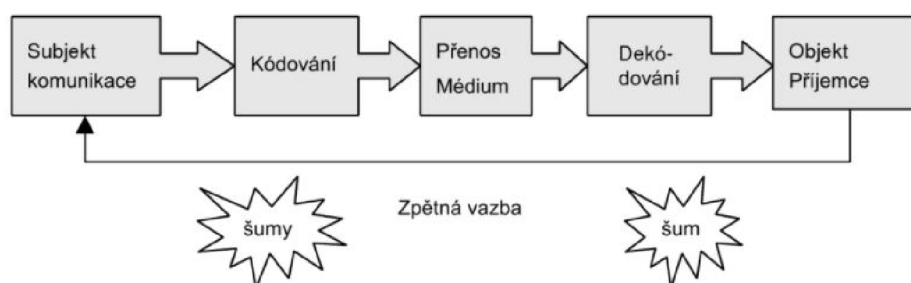 Subjekt
komunikace
Kódování
Přenos
Médium
Dekó-
dování
Objekt
Příjemce
šumy
Zpětná vazba
šum